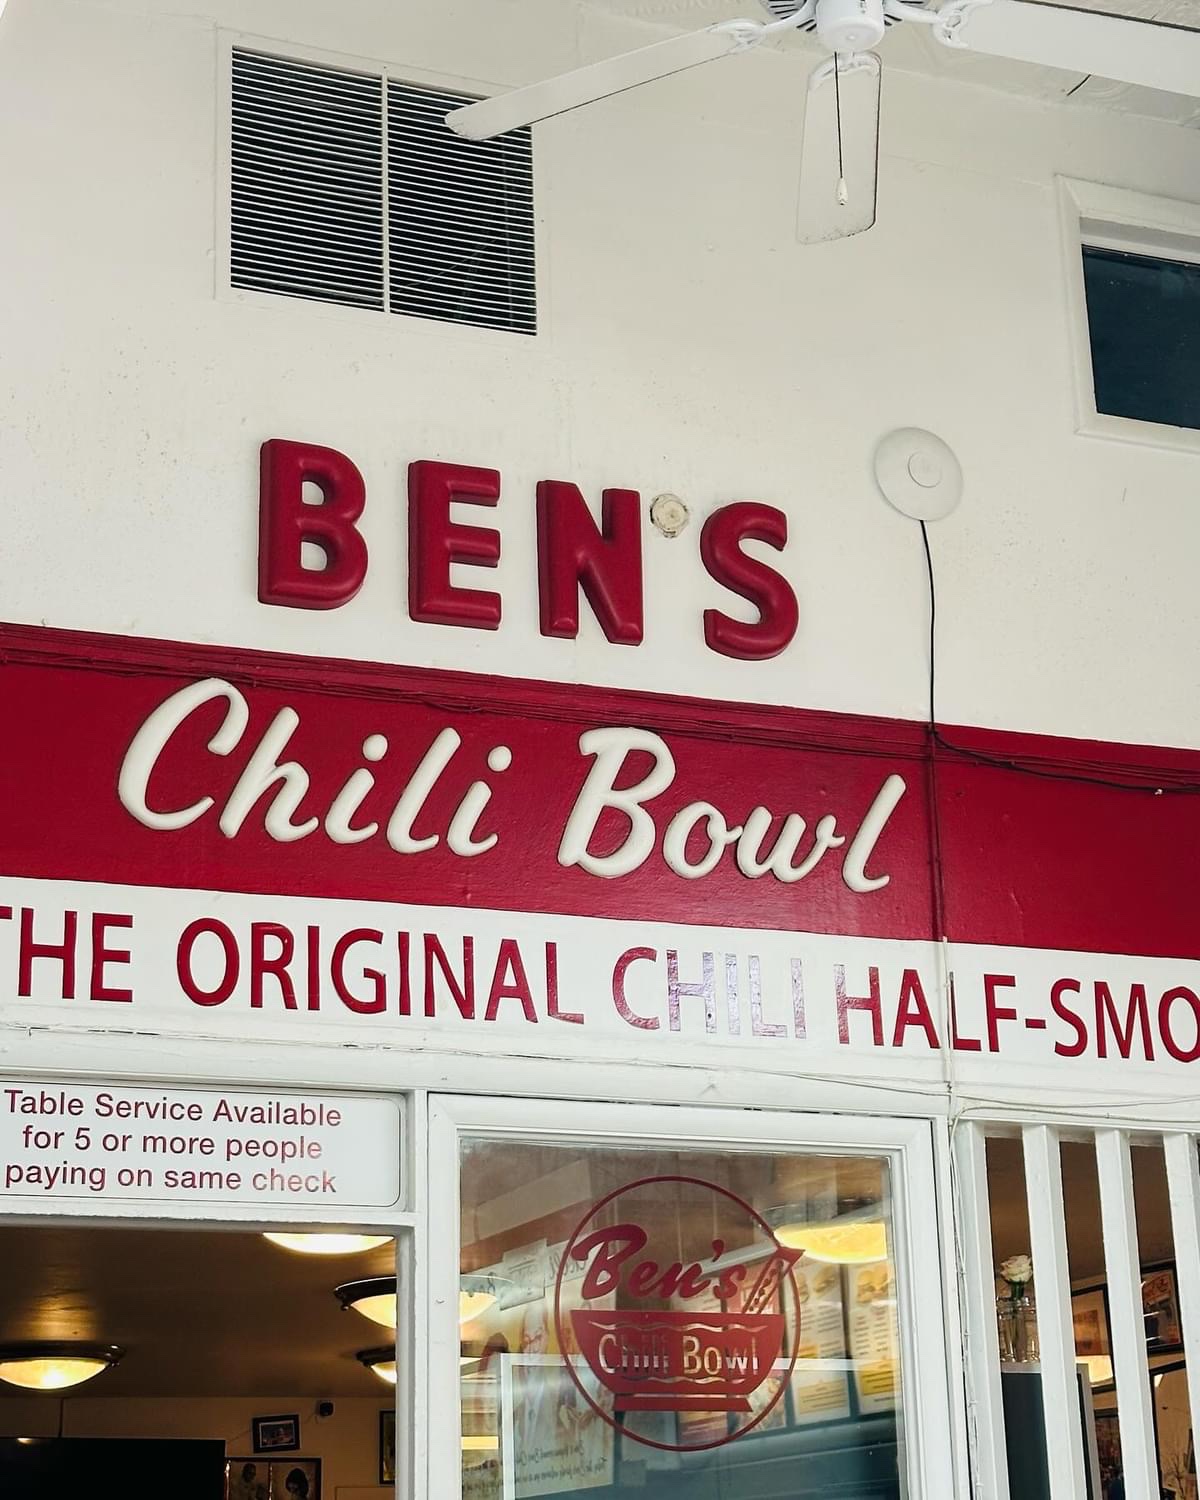 BEN'S
Chili Bowl
THE ORIGINAL CHILI HALF-SMO
Table Service Available
for 5 or more people
paying on same check
Ben's
Chili Bowl